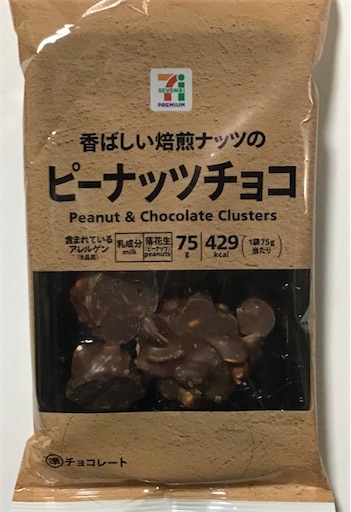 7
SEVEN&i
PREMIUM
香ばしい焙煎ナッツの
ピーナッツチョコ
Peanut & Chocolate Clusters
含まれている
アレルゲン
(28品目)
乳成分
milk
落花生
(ピーナッツ)
peanuts
75
g
429
kcal
1袋75g
当たり
準 チョコレート